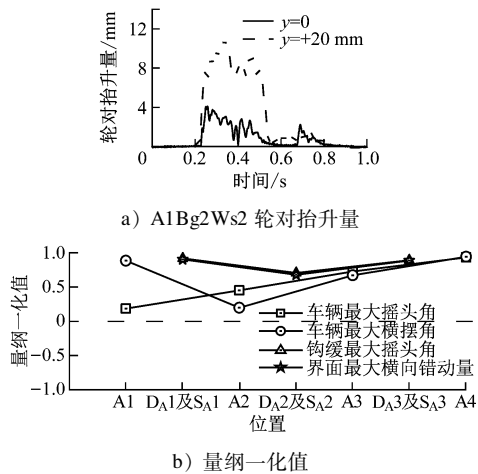 y=0
y=+20 mm
轮对抬升量/mm
12
8
4
0 0.2 0.4 0.6 0.8 1.0
时间/s
a) A1Bg2Ws2 轮对抬升量
量纲一化值
1.0
0.5
0
−0.5
−1.0
车辆最大摇头角
车辆最大横摆角
钩缓最大摇头角
界面最大横向错动量
A1 DA1及SA1 A2 DA2及SA2 A3 DA3及SA3 A4
位置
b) 量纲一化值